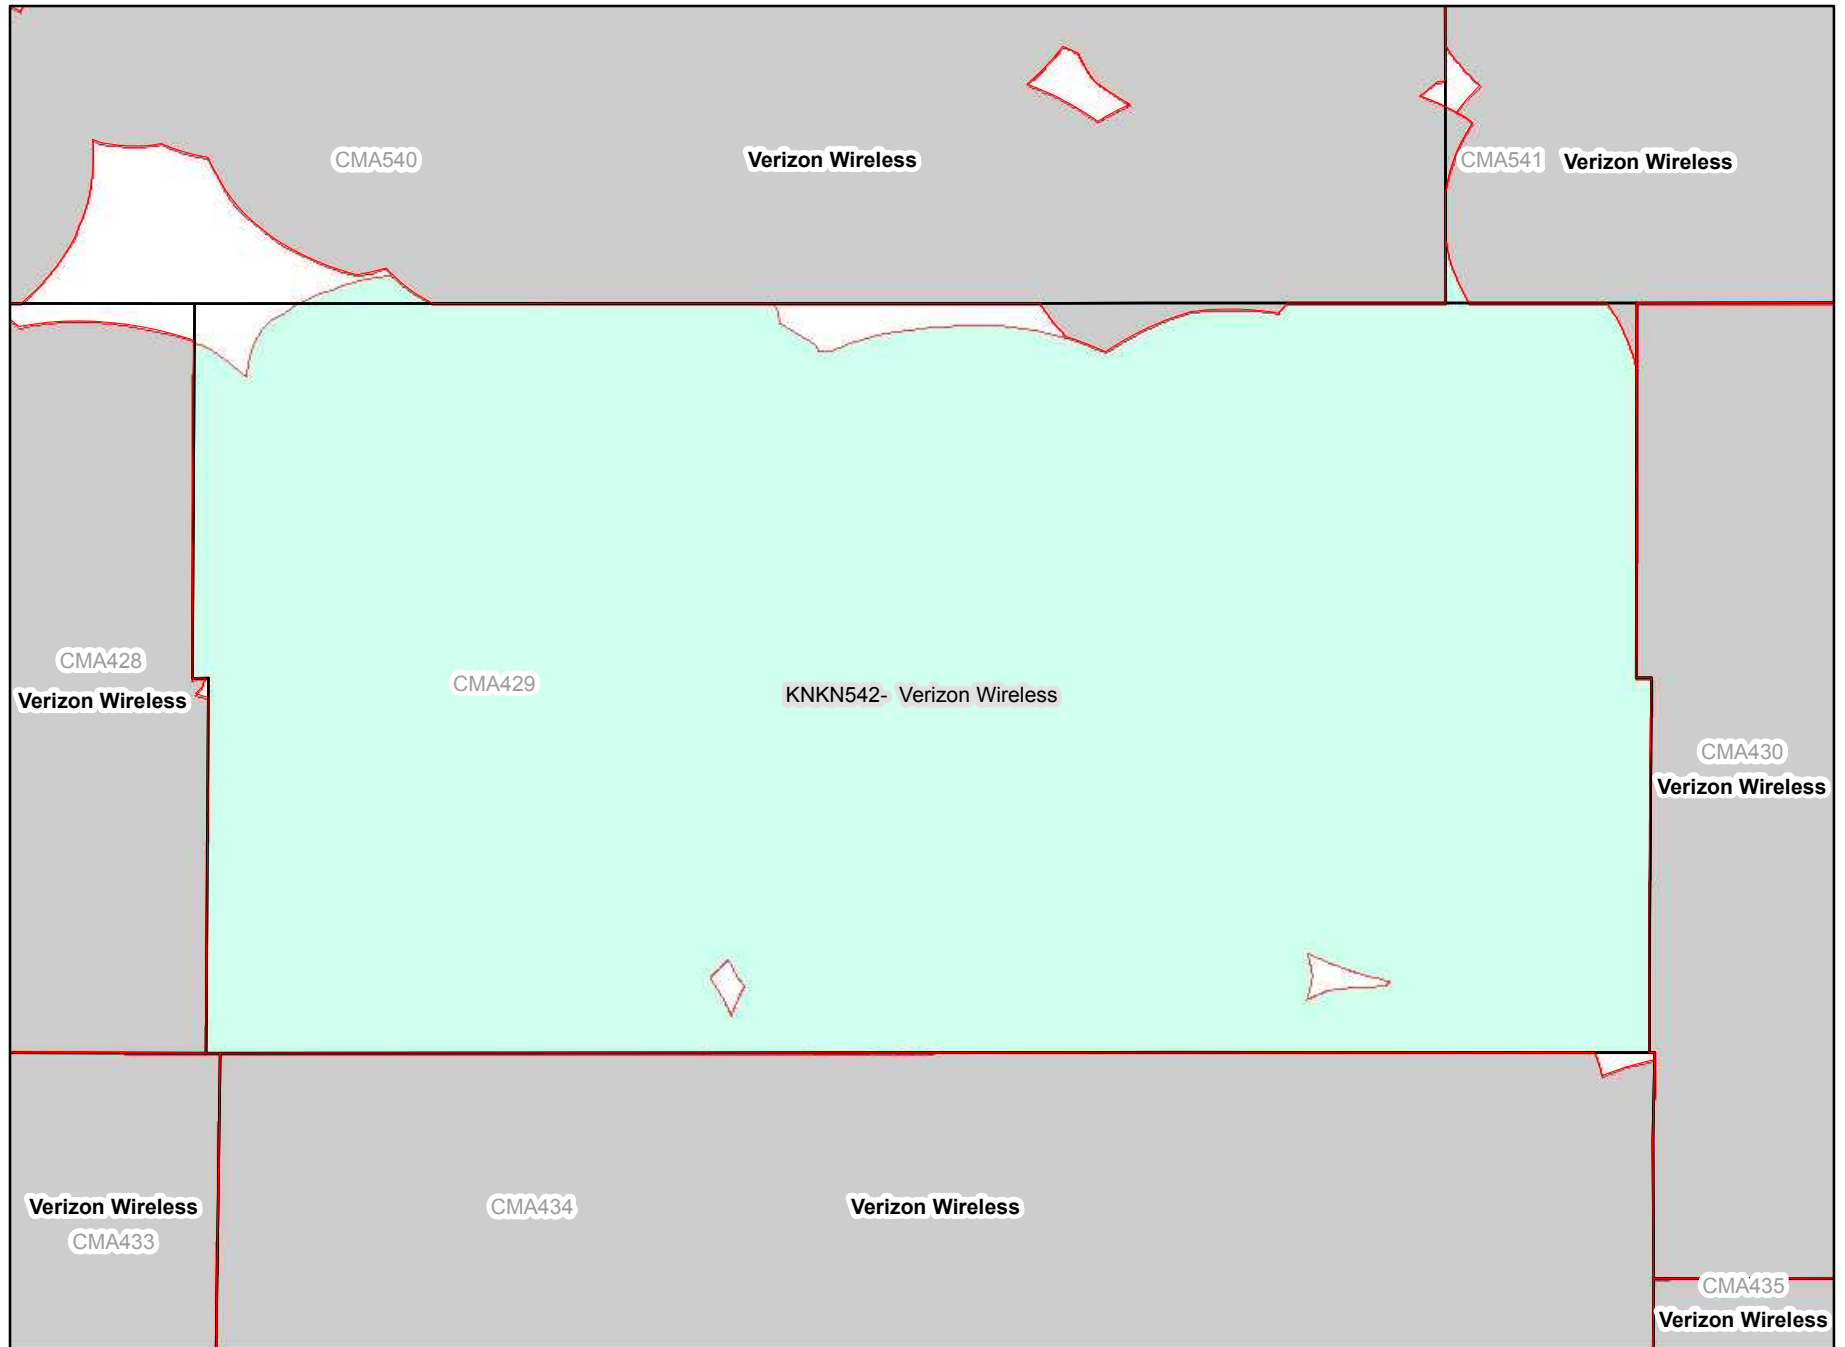 CMA540
Verizon Wireless
CMA541 Verizon Wireless
CMA428
Verizon Wireless
CMA429
KNKN542- Verizon Wireless
CMA430
Verizon Wireless
Verizon Wireless
CMA433
CMA434
Verizon Wireless
CMA435
Verizon Wireless